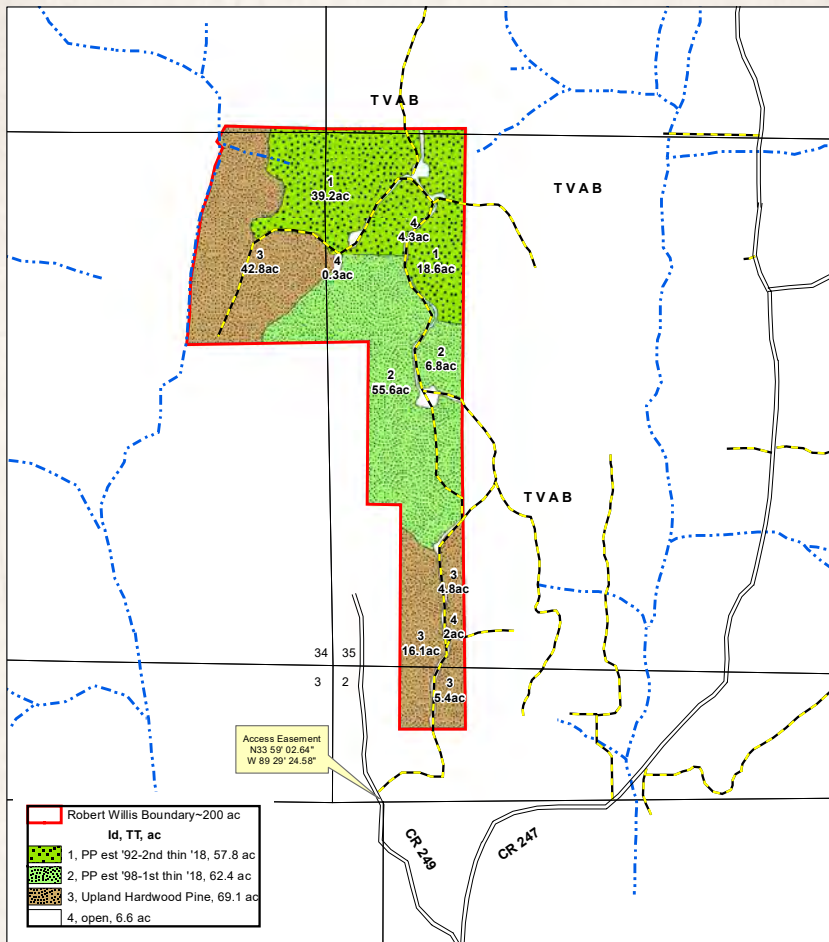 TVAB
TVAB
1
39.2ac
4
4.3ac
1
18.6ac
3
42.8ac
4
0.3ac
2
6.8ac
2
55.6ac
TVAB
3
4.8ac
4
2ac
3
16.1ac
34 35
3 2
3
5.4ac
Access Easement
N33 59' 02.64"
W 89 29' 24.58"
CR 249
CR 247
Robert Willis Boundary~200 ac
Id, TT, ac
1, PP est '92-2nd thin '18, 57.8 ac
2, PP est '98-1st thin '18, 62.4 ac
3, Upland Hardwood Pine, 69.1 ac
4, open, 6.6 ac